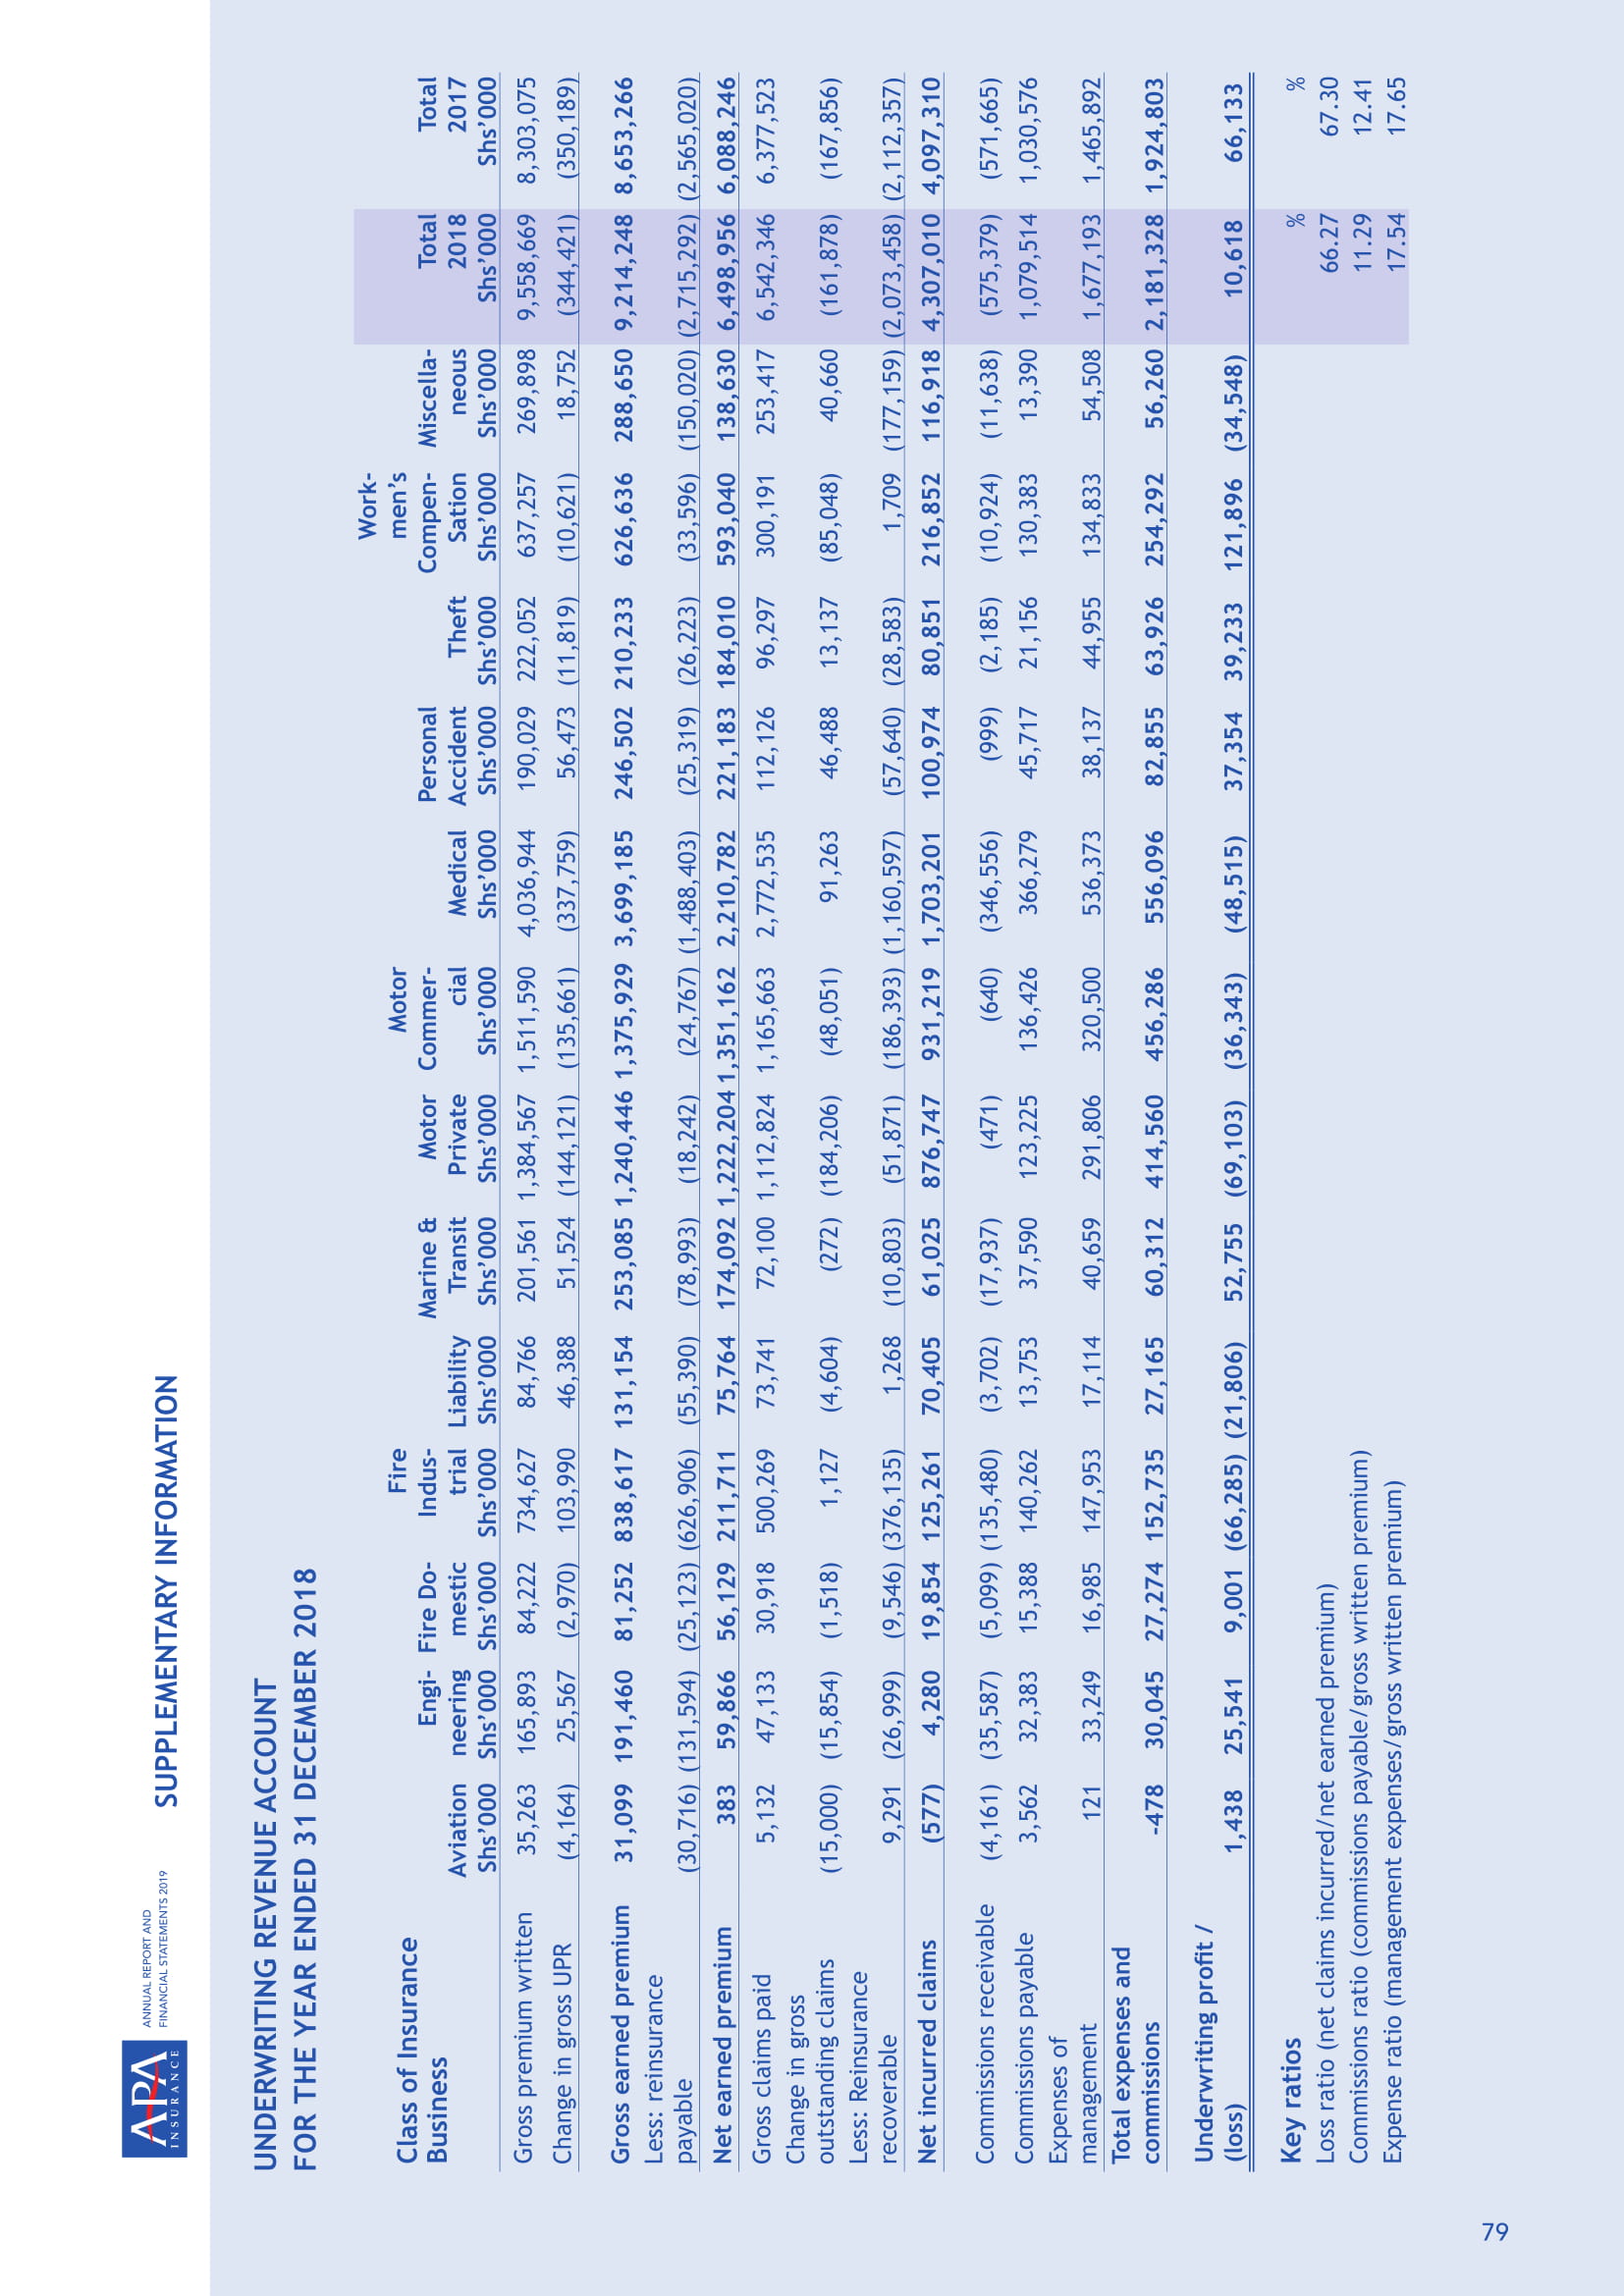 APA
INSURANCE
ANNUAL REPORT AND
FINANCIAL STATEMENTS 2019
SUPPLEMENTARY INFORMATION
UNDERWRITING REVENUE ACCOUNT
FOR THE YEAR ENDED 31 DECEMBER 2018
Work-
Fire Motor men's
Class of Insurance Engi- Fire Do- Indus- Marine & Motor Commer- Personal Compen- Miscella- Total Total
Business Aviation neering mestic trial Liability Transit Private cial Medical Accident Theft Sation neous 2018 2017
Shs'000 Shs'000 Shs'000 Shs'000 Shs'000 Shs'000 Shs'000 Shs'000 Shs'000 Shs'000 Shs'000 Shs'000 Shs'000 Shs'000 Shs'000
Gross premium written 35,263 165,893 84,222 734,627 84,766 201,561 1,384,567 1,511,590 4,036,944 190,029 222,052 637,257 269,898 9,558,669 8,303,075
Change in gross UPR (4,164) 25,567 (2,970) 103,990 46,388 51,524 (144,121) (135,661) (337,759) 56,473 (11,819) (10,621) 18,752 (344,421) (350,189)
Gross earned premium 31,099 191,460 81,252 838,617 131,154 253,085 1,240,446 1,375,929 3,699,185 246,502 210,233 626,636 288,650 9,214,248 8,653,266
Less: reinsurance
payable (30,716) (131,594) (25,123) (626,906) (55,390) (78,993) (18,242) (24,767) (1,488,403) (25,319) (26,223) (33,596) (150,020) (2,715,292) (2,565,020)
Net earned premium 383 59,866 56,129 211,711 75,764 174,092 1,222,204 1,351,162 2,210,782 221,183 184,010 593,040 138,630 6,498,956 6,088,246
Gross claims paid 5,132 47,133 30,918 500,269 73,741 72,100 1,112,824 1,165,663 2,772,535 112,126 96,297 300,191 253,417 6,542,346 6,377,523
Change in gross
outstanding claims (15,000) (15,854) (1,518) 1,127 (4,604) (272) (184,206) (48,051) 91,263 46,488 13,137 (85,048) 40,660 (161,878) (167,856)
Less: Reinsurance
recoverable 9,291 (26,999) (9,546) (376,135) 1,268 (10,803) (51,871) (186,393) (1,160,597) (57,640) (28,583) 1,709 (177,159) (2,073,458) (2,112,357)
Net incurred claims (577) 4,280 19,854 125,261 70,405 61,025 876,747 931,219 1,703,201 100,974 80,851 216,852 116,918 4,307,010 4,097,310
Commissions receivable (4,161) (35,587) (5,099) (135,480) (3,702) (17,937) (471) (640) (346,556) (999) (2,185) (10,924) (11,638) (575,379) (571,665)
Commissions payable 3,562 32,383 15,388 140,262 13,753 37,590 123,225 136,426 366,279 45,717 21,156 130,383 13,390 1,079,514 1,030,576
Expenses of
management 121 33,249 16,985 147,953 17,114 40,659 291,806 320,500 536,373 38,137 44,955 134,833 54,508 1,677,193 1,465,892
Total expenses and
commissions -478 30,045 27,274 152,735 27,165 60,312 414,560 456,286 556,096 82,855 63,926 254,292 56,260 2,181,328 1,924,803
Underwriting profit /
(loss) 1,438 25,541 9,001 (66,285) (21,806) 52,755 (69,103) (36,343) (48,515) 37,354 39,233 121,896 (34,548) 10,618 66,133
Key ratios % %
Loss ratio (net claims incurred/net earned premium) 66.27 67.30
Commissions ratio (commissions payable/gross written premium) 11.29 12.41
Expense ratio (management expenses/gross written premium) 17.54 17.65
79